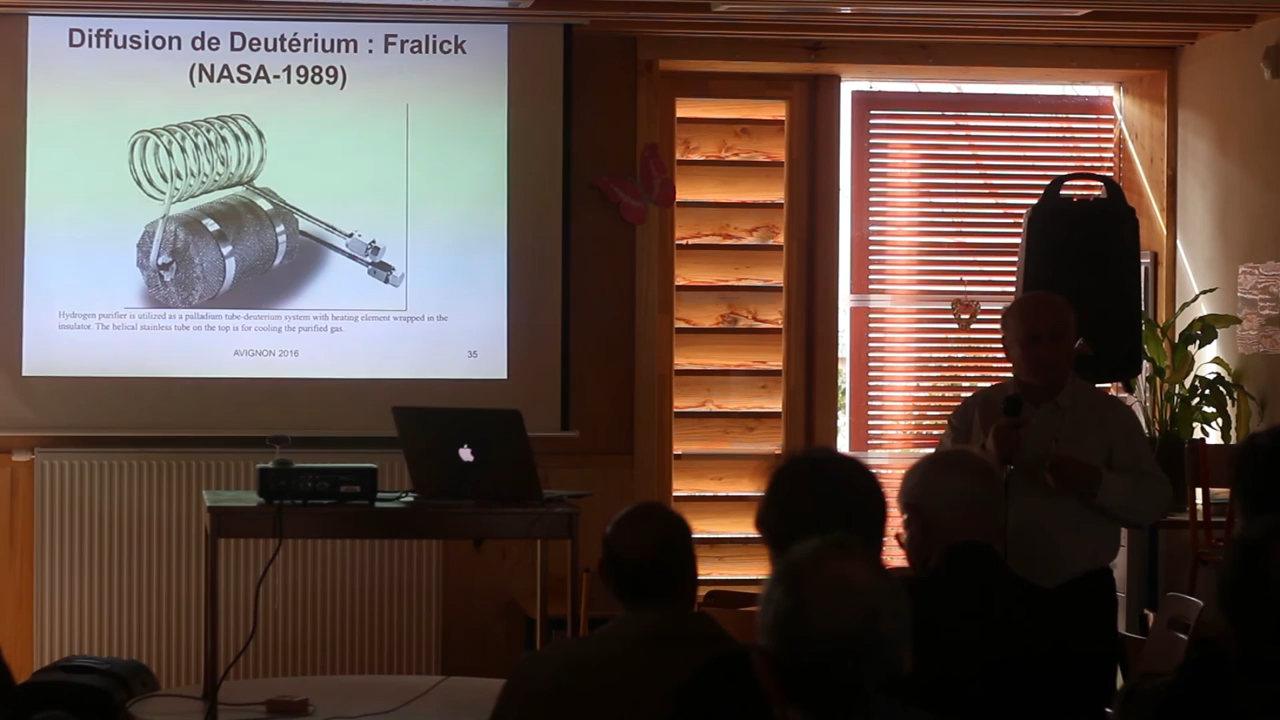 Diffusion de Deutérium : Fralick
(NASA-1989)
Hydrogen purifier is utilized as a palladium tube-deuterium system with heating element wrapped in the
insulator. The helical stainless tube on the top is for cooling the purified gas.
AVIGNON 2016 35